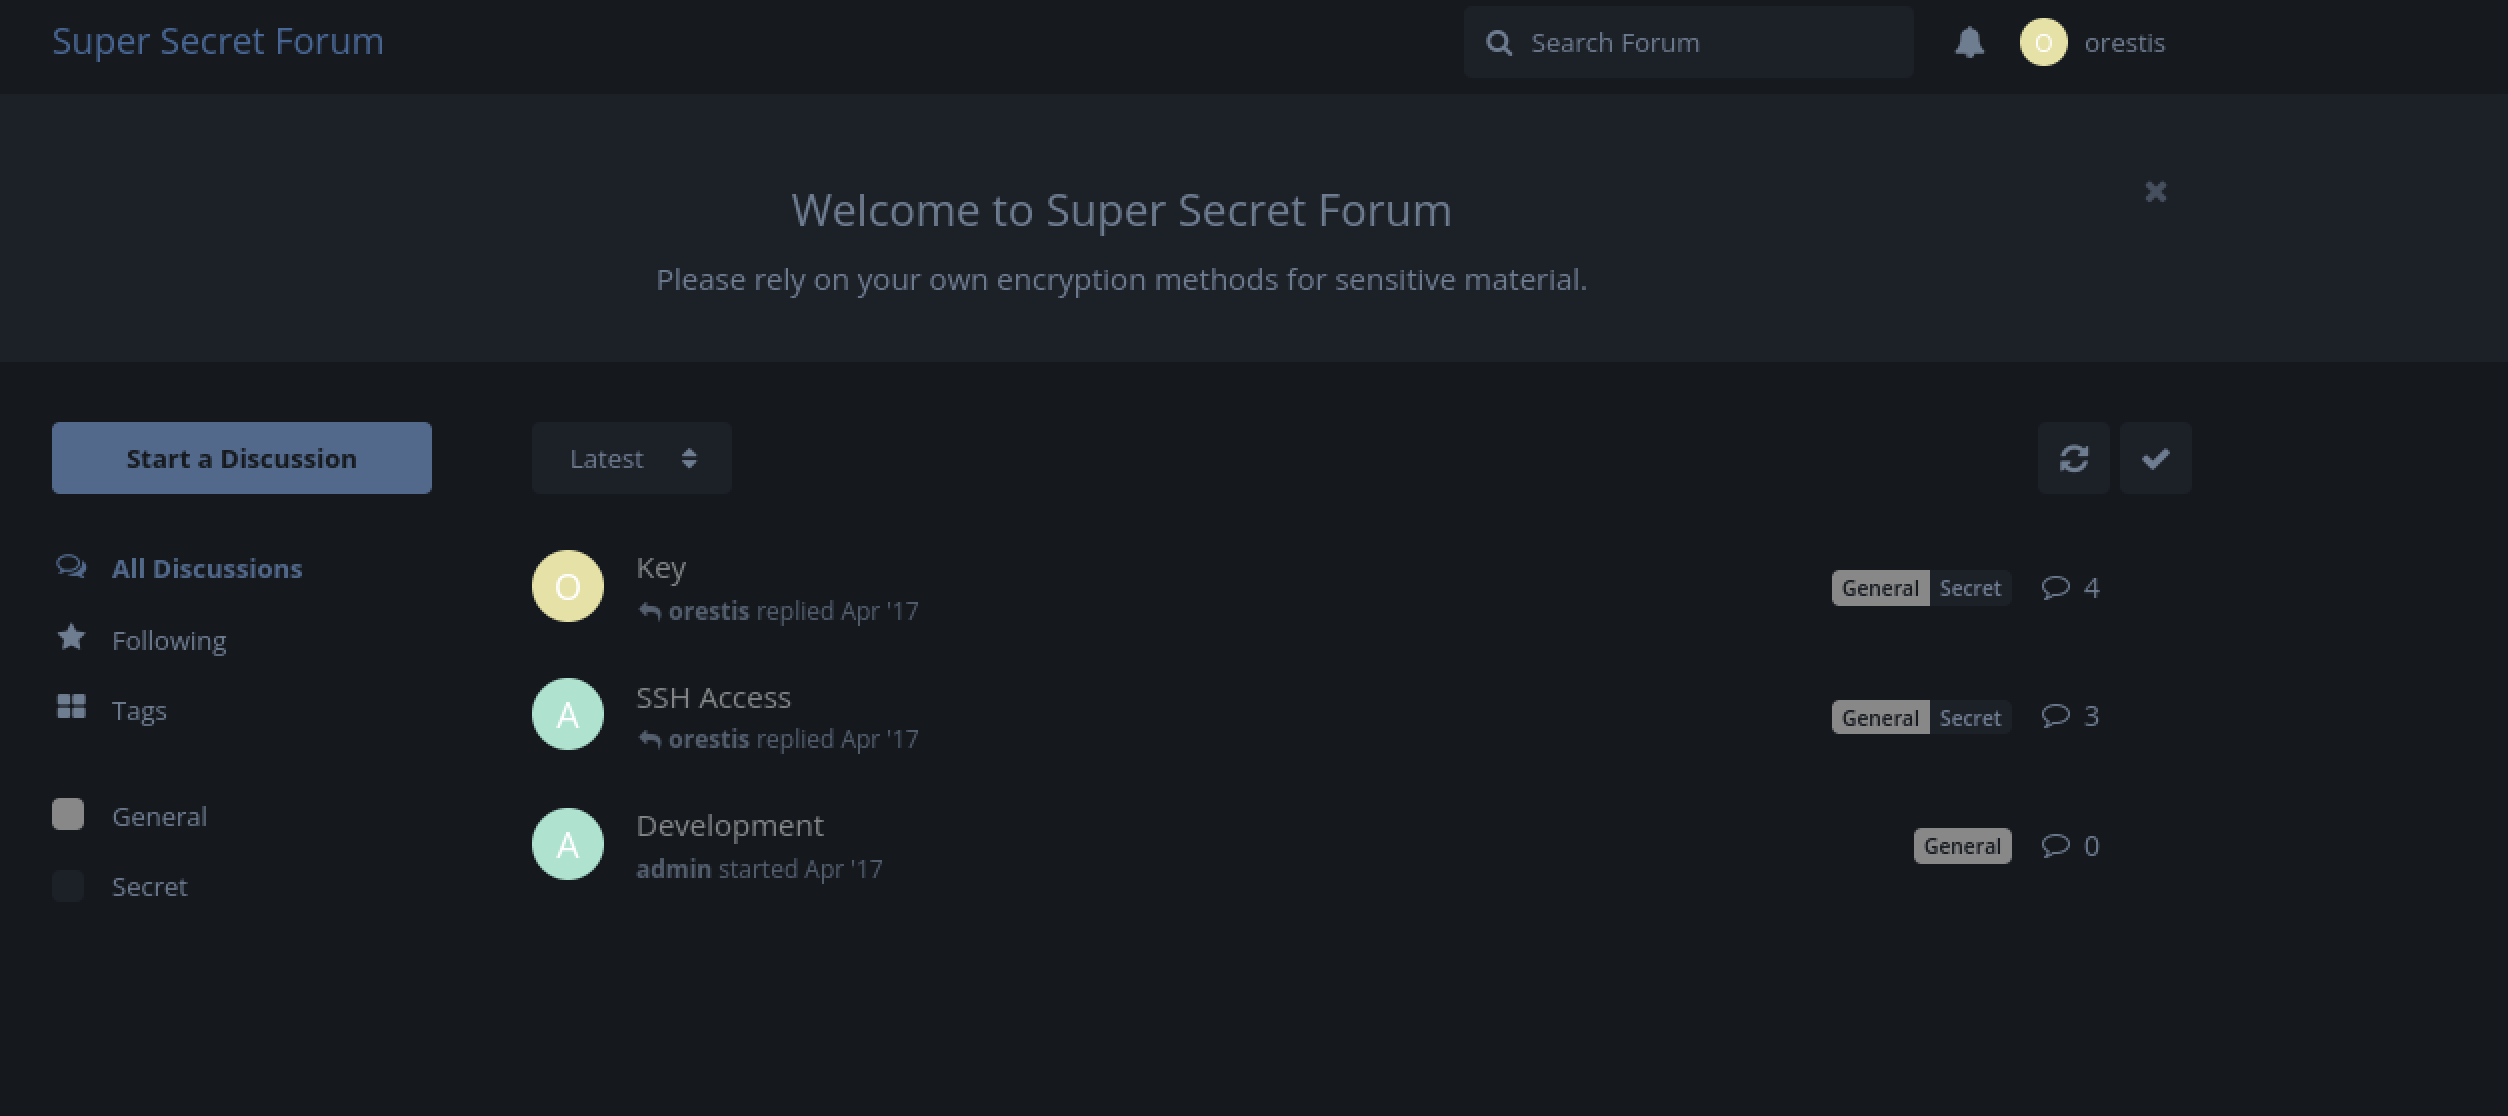 Super Secret Forum
Search Forum
O orestis
Welcome to Super Secret Forum
Please rely on your own encryption methods for sensitive material.
Start a Discussion
Latest
All Discussions
Following
Tags
General
Secret
O
Key
orestis replied Apr '17
General Secret 4
A
SSH Access
orestis replied Apr '17
General Secret 3
A
Development
admin started Apr '17
General 0